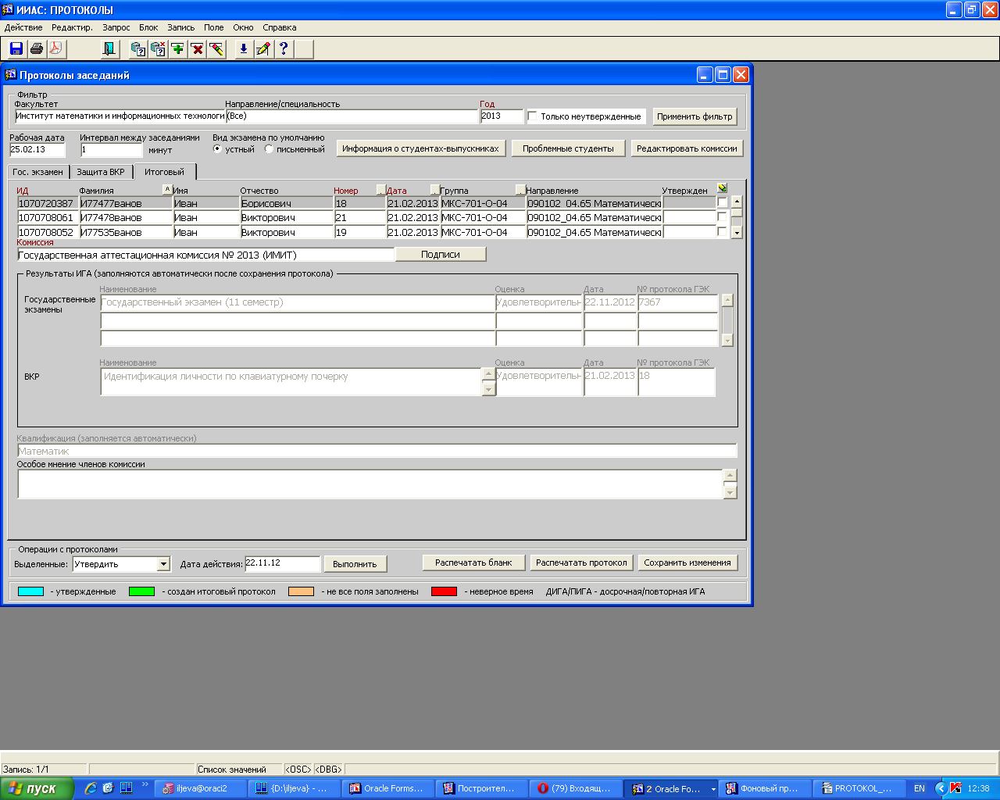 ИИАС: ПРОТОКОЛЫ
Действие Редактир. Запрос Блок Запись Поле Окно Справка
Протоколы заседаний
Фильтр
Факультет Направление/специальность Год
Институт математики и информационных технологи (Все) 2013 Только неутвержденные Применить фильтр
Рабочая дата Интервал между заседаниями Вид экзамена по умолчанию
25.02.13 1 минут устный письменный Информация о студентах-выпускниках Проблемные студенты Редактировать комиссии
Гос. экзамен Защита ВКР Итоговый
ИД Фамилия Имя Отчество Номер Дата Группа Направление Утвержден
1070720387 И77477ванов Иван Борисович 18 21.02.2013 МКС-701-О-04 090102_04.65 Математическ
1070708061 И77478ванов Иван Викторович 21 21.02.2013 МКС-701-О-04 090102_04.65 Математическ
1070708052 И77535ванов Иван Викторович 19 21.02.2013 МКС-701-О-04 090102_04.65 Математическ
Комиссия
Государственная аттестационная комиссия № 2013 (ИМИТ) Подписи
Результаты ИГА (заполняются автоматически после сохранения протокола)
Наименование Оценка Дата № протокола ГЭК
Государственные экзамены Государственный экзамен (11 семестр) Удовлетворительн 22.11.2012 7367
Наименование Оценка Дата № протокола ГЭК
ВКР Идентификация личности по клавиатурному почерку Удовлетворительн 21.02.2013 18
Квалификация (заполняется автоматически)
Математик
Особое мнение членов комиссии
Операции с протоколами
Выделенные: Утвердить Дата действия: 22.11.12 Выполнить Распечатать бланк Распечатать протокол Сохранить изменения
- утвержденные - создан итоговый протокол - не все поля заполнены - неверное время ДИГА/ПИГА - досрочная/повторная ИГА
Запись: 1/1 Список значений <OSC> <DBG>
пуск iljeva@oraci2 {D:\iljeva} - ... Oracle Forms... Построител... (79) Входящ... 2 Oracle Fo... Фоновый пр... PROTOKOL_... EN 12:38